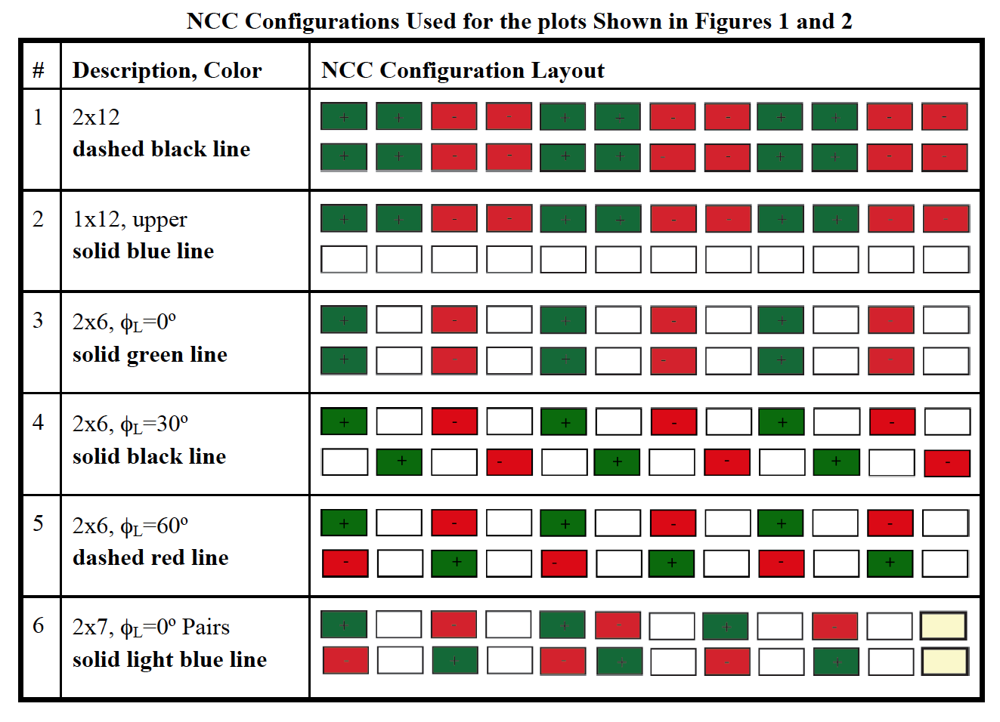 NCC Configurations Used for the plots Shown in Figures 1 and 2
# Description, Color NCC Configuration Layout
1 2x12 + + - - + + - - + + - -
dashed black line + + - - + + - - + + - -
2 1x12, upper + + - - + + - - + + - -
solid blue line
3 2x6, ϕL=0º + - + - + -
solid green line + - + - + -
4 2x6, ϕL=30º + - + - + -
solid black line + - + - + -
5 2x6, ϕL=60º + - + - + -
dashed red line - + - + - +
6 2x7, ϕL=0º Pairs + - + - + -
solid light blue line - + - + - +